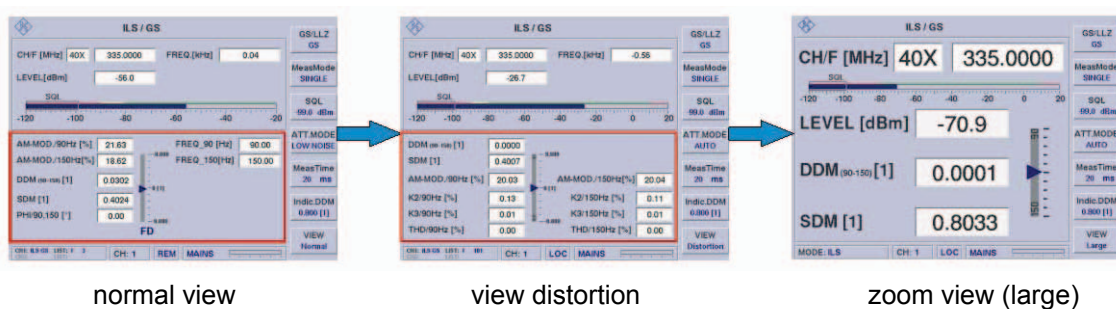 ILS / GS
CH/F [MHz] 40X 335.0000 FREQ.[kHz] 0.04
LEVEL[dBm] -56.0
SQL
-120 -100 -80 -60 -40 -20
AM-MOD./90Hz [%] 21.63 FREQ_90 [Hz] 90.00
AM-MOD./150Hz[%] 18.62 FREQ_150[Hz] 150.00
DDM (90-150) [1] 0.0302
SDM [1] 0.4024
PHI/90,150 [°] 0.00
FD
CH: 1 REM MAINS
GS/LLZ
GS
MeasMode
SINGLE
SQL
-99.0 dBm
ATT.MODE
LOW NOISE
MeasTime
20 ms
Indic.DDM
0.800 [1]
VIEW
Normal
ILS / GS
CH/F [MHz] 40X 335.0000 FREQ.[kHz] -0.56
LEVEL[dBm] -26.7
SQL
-120 -100 -80 -60 -40 -20 0 20
DDM (90-150) [1] 0.0000
SDM [1] 0.4007
AM-MOD./90Hz [%] 20.03 AM-MOD./150Hz[%] 20.04
K2/90Hz [%] 0.13 K2/150Hz [%] 0.11
K3/90Hz [%] 0.01 K3/150Hz [%] 0.01
THD/90Hz [%] 0.00 THD/150Hz [%] 0.00
CH: 1 LOC MAINS
GS/LLZ
GS
MeasMode
SINGLE
SQL
-99.0 dBm
ATT.MODE
AUTO
MeasTime
20 ms
Indic.DDM
0.800 [1]
VIEW
Distortion
ILS / GS
CH/F [MHz] 40X 335.0000
SQL
-120 -100 -80 -60 -40 -20 0 20
LEVEL [dBm] -70.9
DDM (90-150) [1] 0.0001
SDM [1] 0.8033
90
150
MODE: ILS CH: 1 LOC MAINS
GS/LLZ
GS
MeasMode
SINGLE
SQL
-99.0 dBm
ATT.MODE
AUTO
MeasTime
20 ms
Indic.DDM
0.800 [1]
VIEW
Large
normal view
view distortion
zoom view (large)